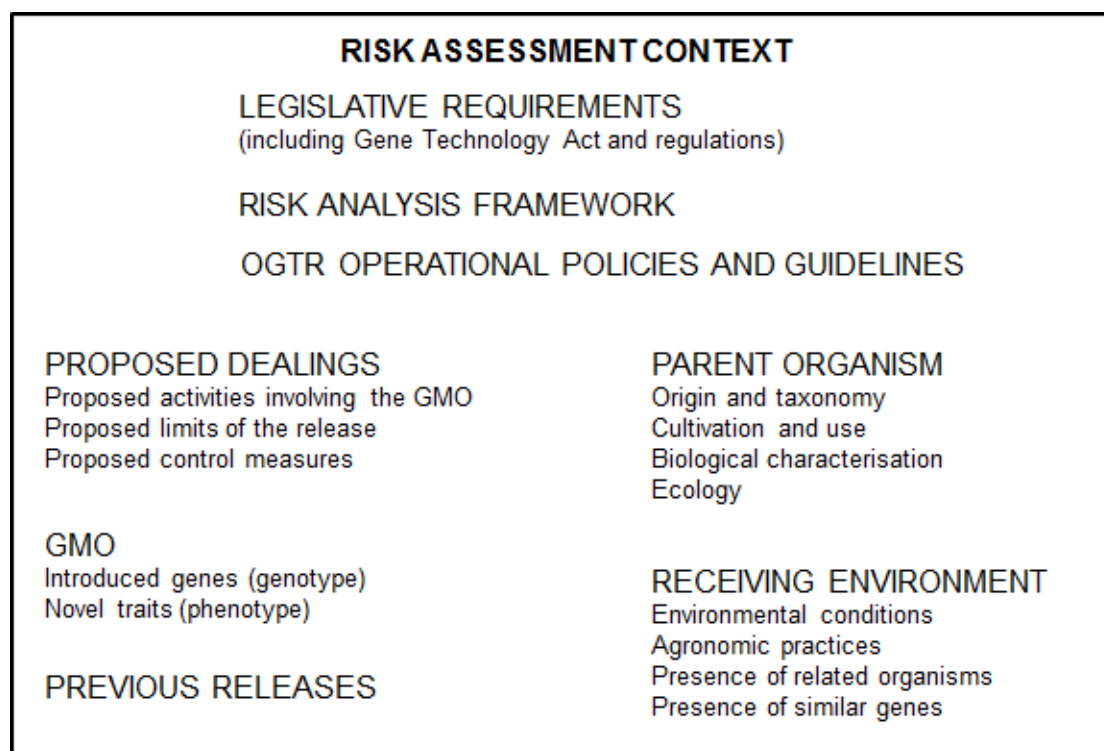 RISK ASSESSMENT CONTEXT
LEGISLATIVE REQUIREMENTS
(including Gene Technology Act and regulations)
RISK ANALYSIS FRAMEWORK
OGTR OPERATIONAL POLICIES AND GUIDELINES
PROPOSED DEALINGS
Proposed activities involving the GMO
Proposed limits of the release
Proposed control measures
GMO
Introduced genes (genotype)
Novel traits (phenotype)
PREVIOUS RELEASES
PARENT ORGANISM
Origin and taxonomy
Cultivation and use
Biological characterisation
Ecology
RECEIVING ENVIRONMENT
Environmental conditions
Agronomic practices
Presence of related organisms
Presence of similar genes